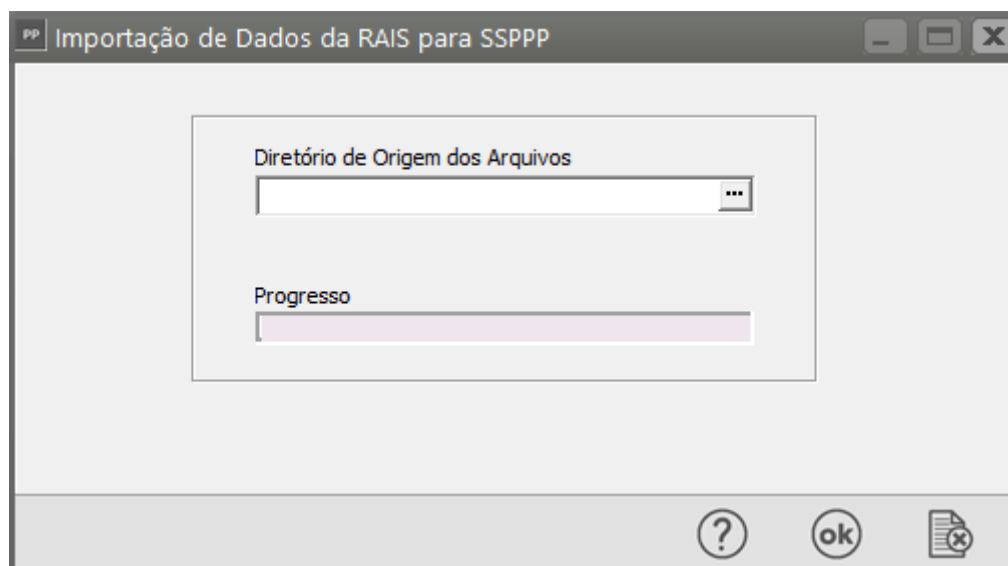 PP Importação de Dados da RAIS para SSPPP
Diretório de Origem dos Arquivos
...
Progresso
? ok